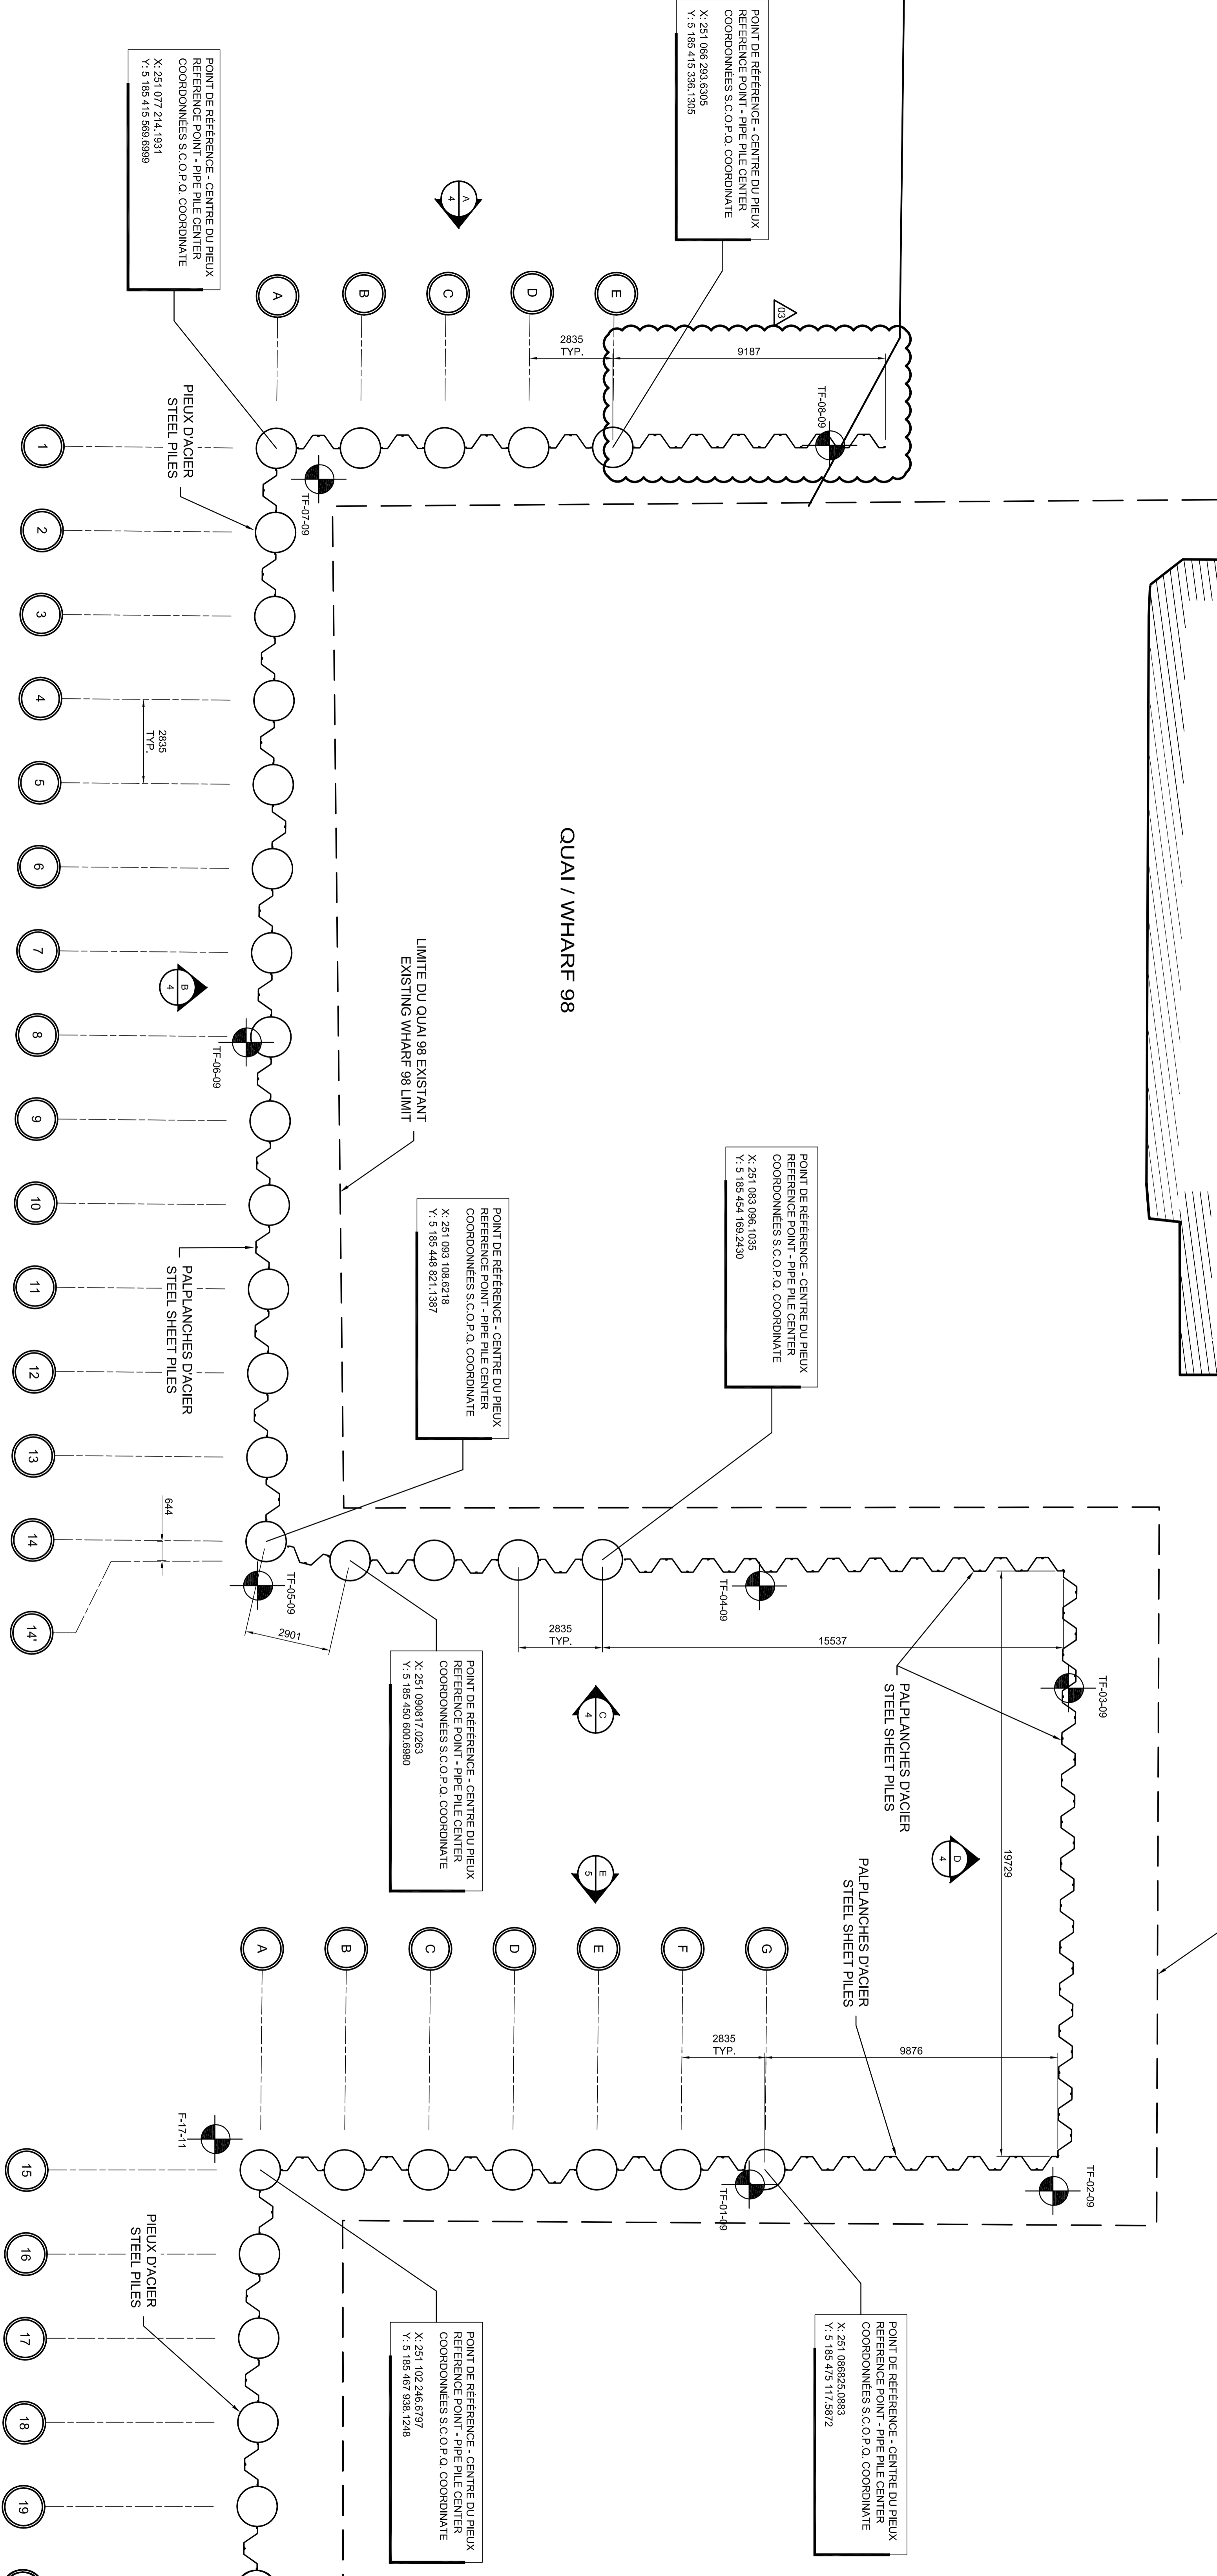 POINT DE RÉFÉRENCE - CENTRE DU PIEUX
REFERENCE POINT - PIPE PILE CENTER
COORDONNÉES S.C.O.P.Q. COORDINATE
X: 251 066 293.6305
Y: 5 185 415 336.1305
POINT DE RÉFÉRENCE - CENTRE DU PIEUX
REFERENCE POINT - PIPE PILE CENTER
COORDONNÉES S.C.O.P.Q. COORDINATE
X: 251 077 214.1931
Y: 5 185 415 569.6999
A
4
A
B
C
D
E
03
2835
TYP.
9187
TF-08-09
PIEUX D'ACIER
STEEL PILES
TF-07-09
1
2
3
4
5
6
7
8
9
10
11
12
13
14
14'
2835
TYP.
QUAI / WHARF 98
LIMITE DU QUAI 98 EXISTANT
EXISTING WHARF 98 LIMIT
B
4
TF-06-09
PALPLANCHES D'ACIER
STEEL SHEET PILES
POINT DE RÉFÉRENCE - CENTRE DU PIEUX
REFERENCE POINT - PIPE PILE CENTER
COORDONNÉES S.C.O.P.Q. COORDINATE
X: 251 083 096.1035
Y: 5 185 454 169.2430
POINT DE RÉFÉRENCE - CENTRE DU PIEUX
REFERENCE POINT - PIPE PILE CENTER
COORDONNÉES S.C.O.P.Q. COORDINATE
X: 251 093 108.6218
Y: 5 185 448 821.1387
644
TF-05-09
2901
TF-04-09
2835
TYP.
15537
TF-03-09
POINT DE RÉFÉRENCE - CENTRE DU PIEUX
REFERENCE POINT - PIPE PILE CENTER
COORDONNÉES S.C.O.P.Q. COORDINATE
X: 251 090817.0263
Y: 5 185 450 600.6980
C
4
PALPLANCHES D'ACIER
STEEL SHEET PILES
D
4
19729
E
5
PALPLANCHES D'ACIER
STEEL SHEET PILES
A
B
C
D
E
F
G
2835
TYP.
9876
F-17-11
TF-01-09
TF-02-09
15
16
17
18
19
PIEUX D'ACIER
STEEL PILES
POINT DE RÉFÉRENCE - CENTRE DU PIEUX
REFERENCE POINT - PIPE PILE CENTER
COORDONNÉES S.C.O.P.Q. COORDINATE
X: 251 102 246.6797
Y: 5 185 467 938.1248
POINT DE RÉFÉRENCE - CENTRE DU PIEUX
REFERENCE POINT - PIPE PILE CENTER
COORDONNÉES S.C.O.P.Q. COORDINATE
X: 251 086825.0883
Y: 5 185 475 117.5872